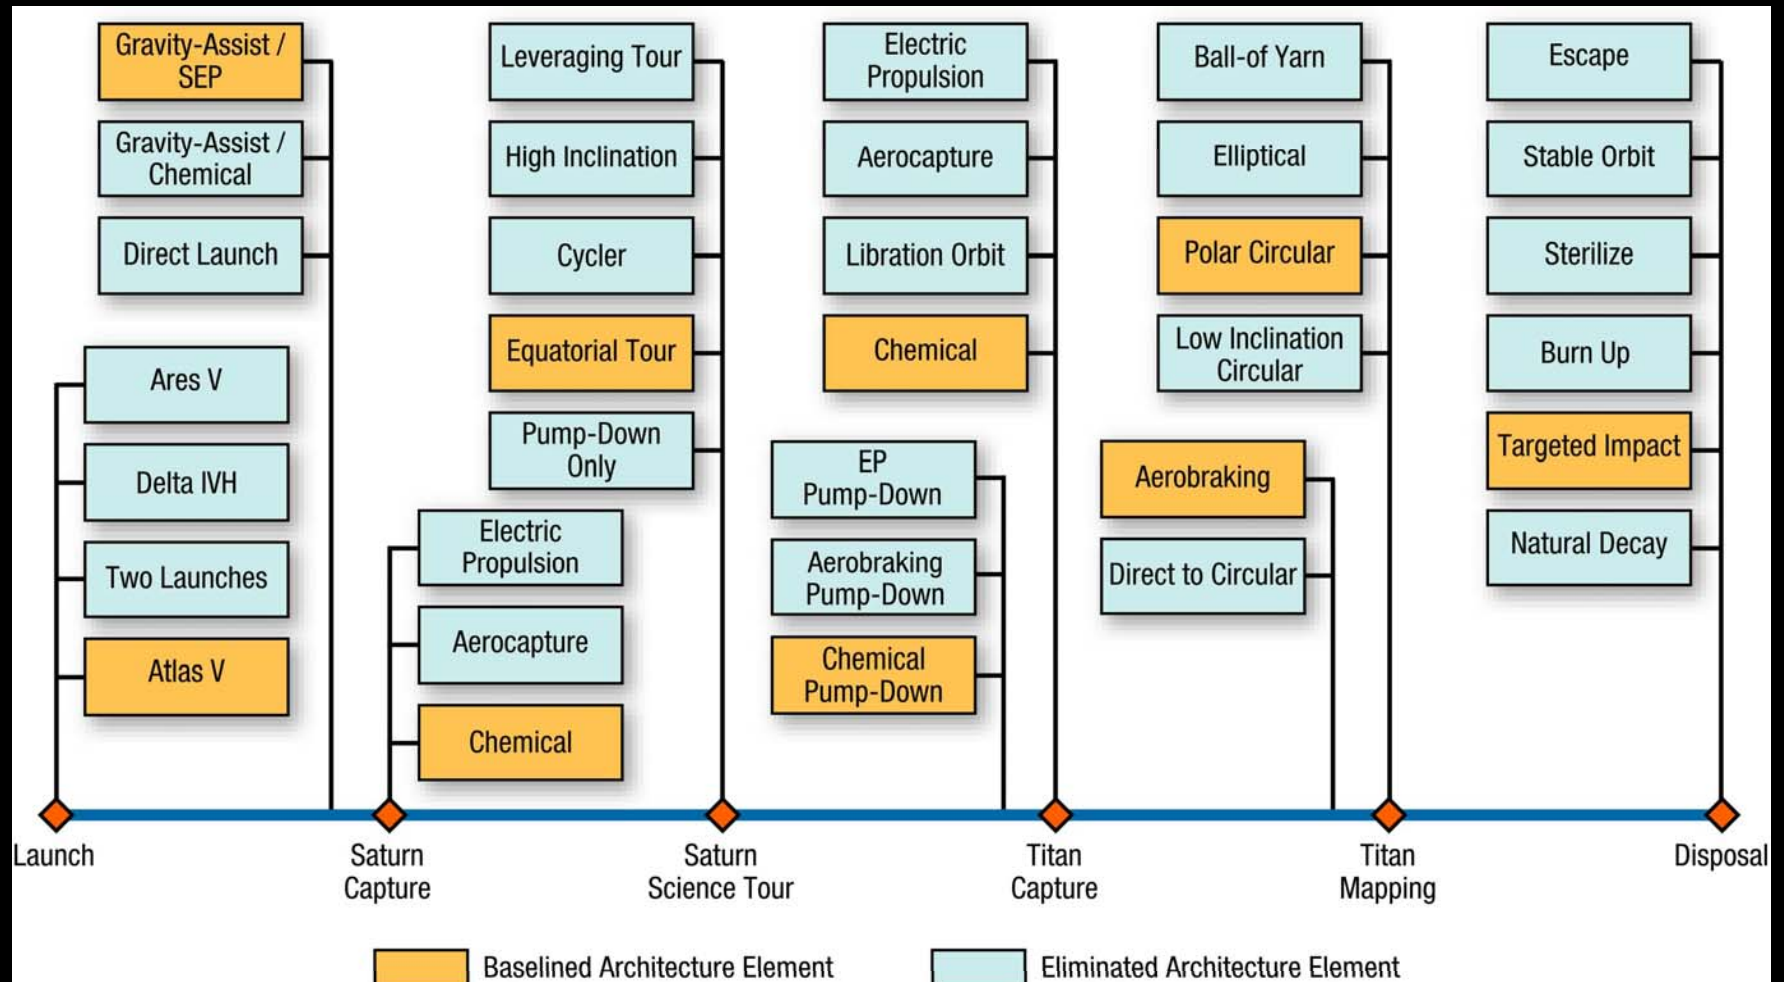 Gravity-Assist /
SEP
Gravity-Assist /
Chemical
Direct Launch
Ares V
Delta IVH
Two Launches
Atlas V
Leveraging Tour
High Inclination
Cycler
Equatorial Tour
Pump-Down
Only
Electric
Propulsion
Aerocapture
Chemical
Electric
Propulsion
Aerocapture
Libration Orbit
Chemical
EP
Pump-Down
Aerobraking
Pump-Down
Chemical
Pump-Down
Ball-of Yarn
Elliptical
Polar Circular
Low Inclination
Circular
Aerobraking
Direct to Circular
Escape
Stable Orbit
Sterilize
Burn Up
Targeted Impact
Natural Decay
Launch
Saturn
Capture
Saturn
Science Tour
Titan
Capture
Titan
Mapping
Disposal
Baselined Architecture Element
Eliminated Architecture Element